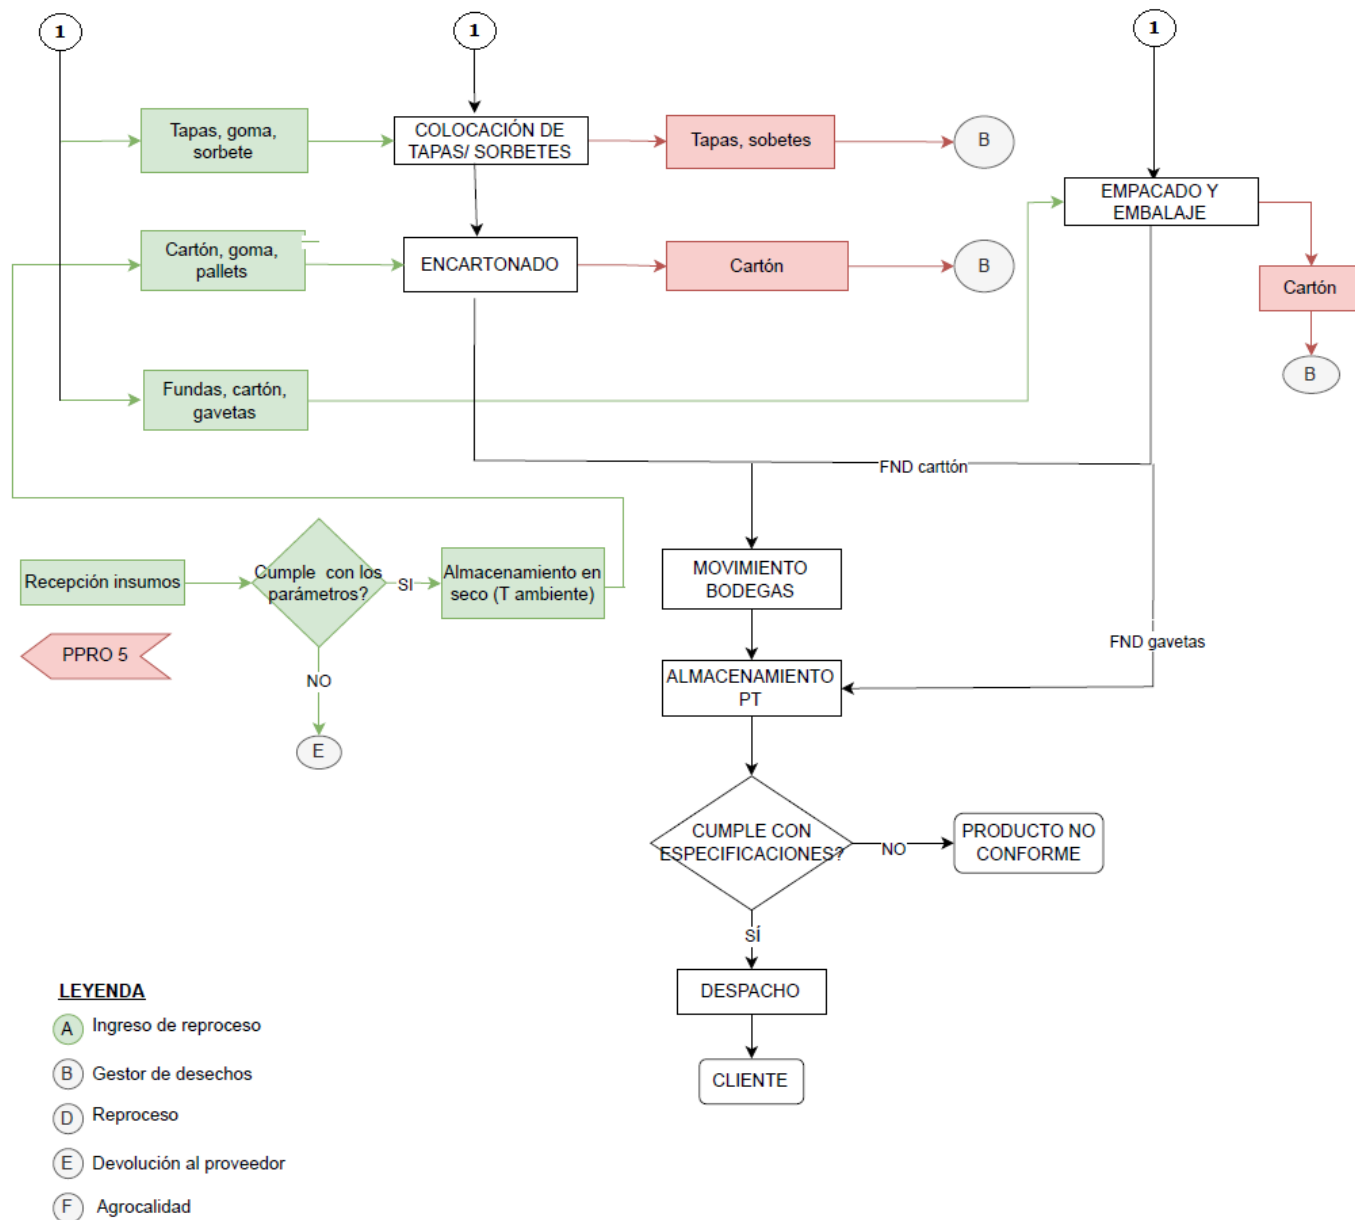 1
1
1
Tapas, goma,
sorbete
COLOCACIÓN DE
TAPAS/ SORBETES
Tapas, sobetes
B
EMPACADO Y
EMBALAJE
Cartón, goma,
pallets
ENCARTONADO
Cartón
B
Cartón
B
Fundas, cartón,
gavetas
FND carttón
Recepción insumos
Cumple con los
parámetros?
SI
Almacenamiento en
seco (T ambiente)
MOVIMIENTO
BODEGAS
FND gavetas
PPRO 5
NO
E
ALMACENAMIENTO
PT
CUMPLE CON
ESPECIFICACIONES?
NO
PRODUCTO NO
CONFORME
SÍ
DESPACHO
CLIENTE
LEYENDA
A Ingreso de reproceso
B Gestor de desechos
D Reproceso
E Devolución al proveedor
F Agrocalidad